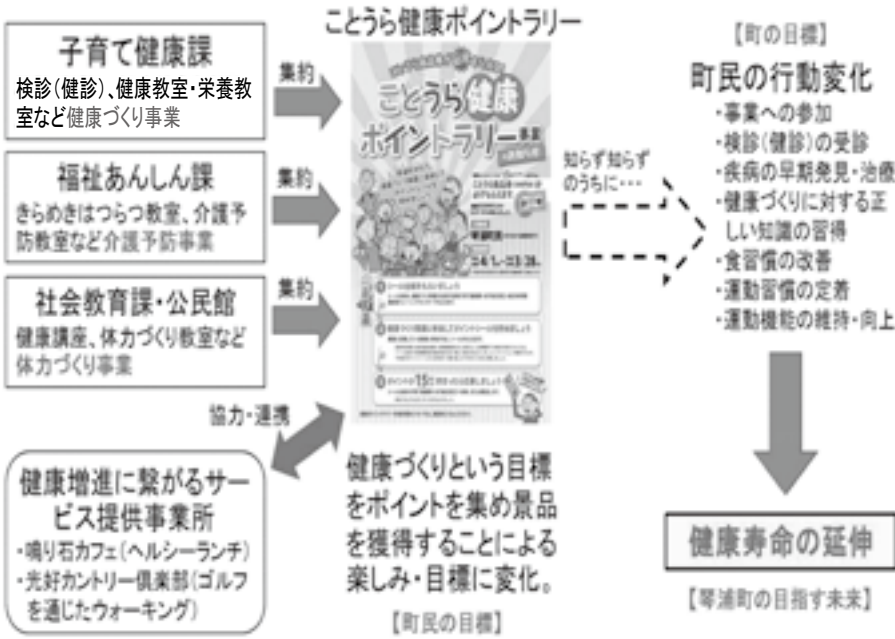 ことうら健康ポイントラリー
子育て健康課
検診(健診)、健康教室・栄養教
室など健康づくり事業
集約
福祉あんしん課
きらめきはつらつ教室、介護予
防教室など介護予防事業
集約
社会教育課・公民館
健康講座、体力づくり教室など
体力づくり事業
集約
協力・連携
健康増進に繋がるサー
ビス提供事業所
・鳴り石カフェ(ヘルシーランチ)
・光好カントリー倶楽部(ゴルフ
を通じたウォーキング)
ことうら健康
ポイントラリー事業
健康づくりという目標
をポイントを集め景品
を獲得することによる
楽しみ・目標に変化。
【町民の目標】
知らず知らず
のうちに・・・
【町の目標】
町民の行動変化
・事業への参加
・検診(健診)の受診
・疾病の早期発見・治療
・健康づくりに対する正
しい知識の習得
・食習慣の改善
・運動習慣の定着
・運動機能の維持・向上
健康寿命の延伸
【琴浦町の目指す未来】